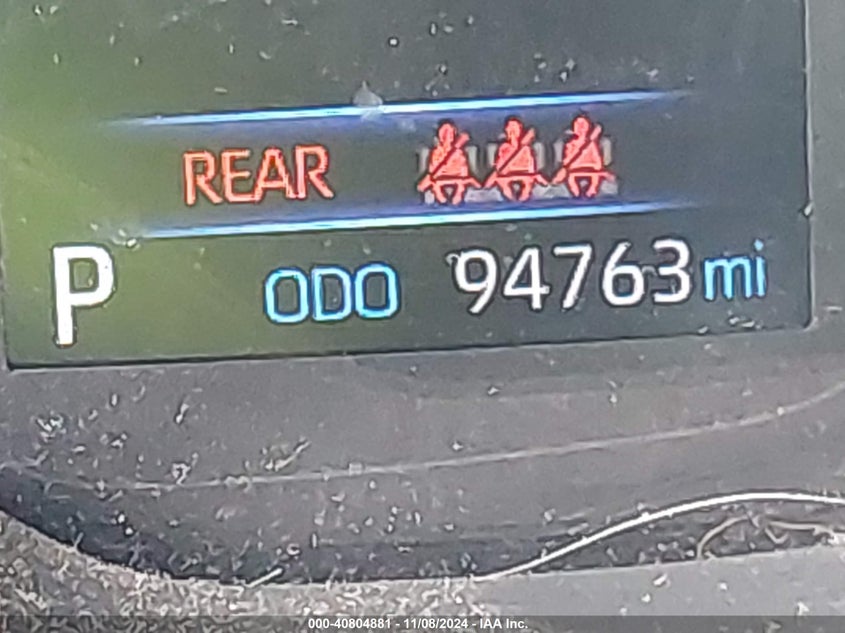 REAR
P ODO 94763 mi
000-40804881 - 11/08/2024 - IAA Inc.